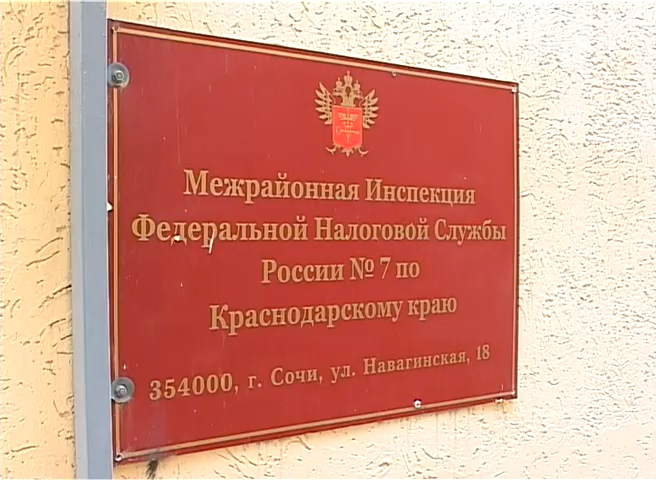 Межрайонная Инспекция
Федеральной Налоговой Службы
России № 7 по
Краснодарскому краю
354000, г. Сочи, ул. Навагинская, 18